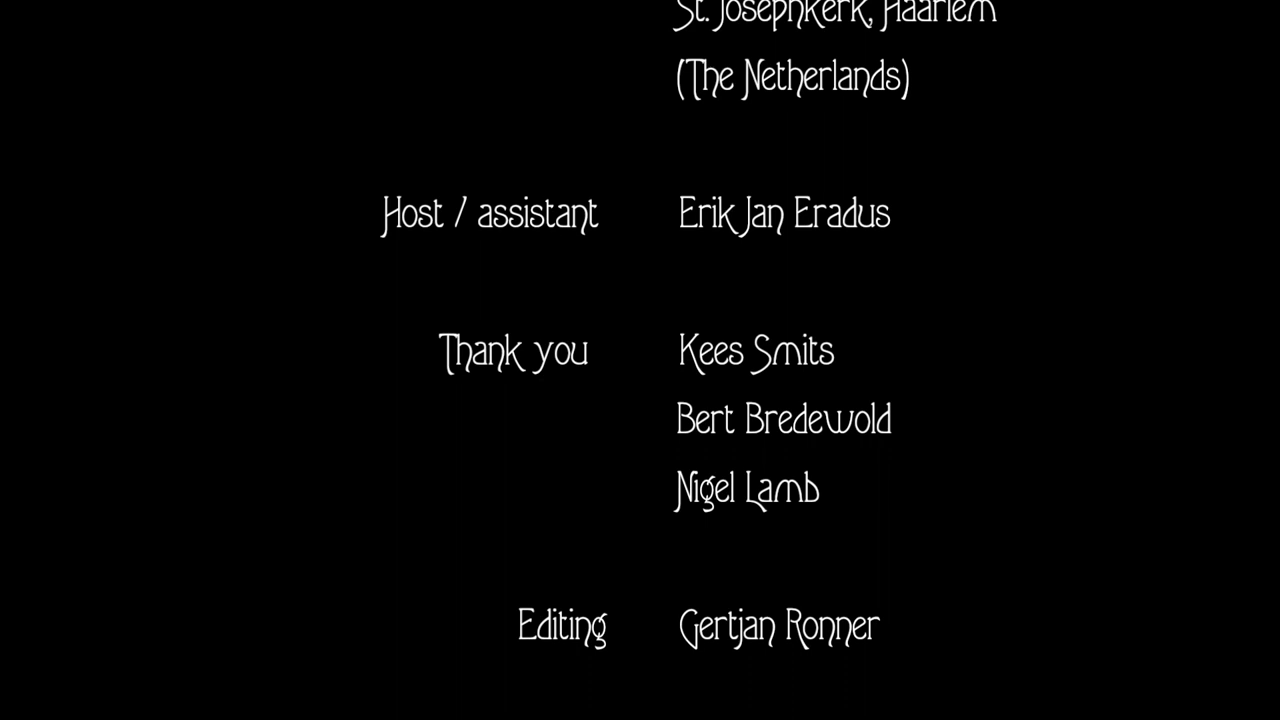 St. Josephkerk, Haarlem
(The Netherlands)
Host / assistant Erik Jan Eradus
Thank you Kees Smits
Bert Bredewold
Nigel Lamb
Editing Gertjan Ronner